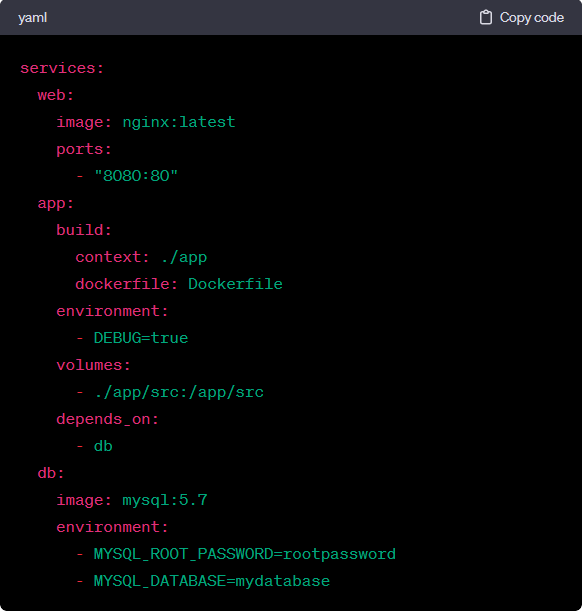 yaml Copy code
services:
  web:
    image: nginx:latest
    ports:
      - "8080:80"
  app:
    build:
      context: ./app
      dockerfile: Dockerfile
    environment:
      - DEBUG=true
    volumes:
      - ./app/src:/app/src
    depends_on:
      - db
  db:
    image: mysql:5.7
    environment:
      - MYSQL_ROOT_PASSWORD=rootpassword
      - MYSQL_DATABASE=mydatabase